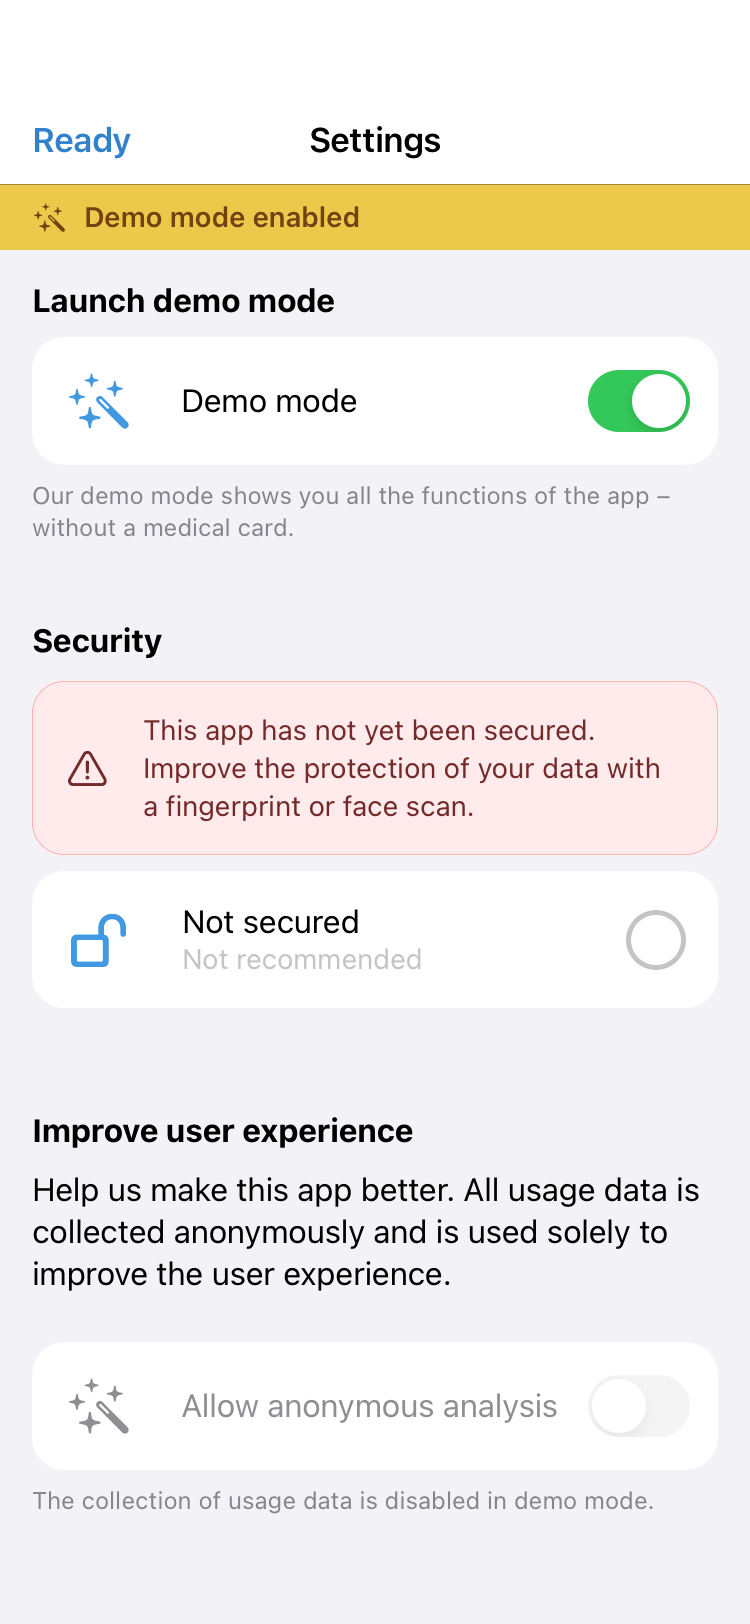 Ready
Settings
Demo mode enabled
Launch demo mode
Demo mode
Our demo mode shows you all the functions of the app –
without a medical card.
Security
This app has not yet been secured.
Improve the protection of your data with
a fingerprint or face scan.
Not secured
Not recommended
Improve user experience
Help us make this app better. All usage data is
collected anonymously and is used solely to
improve the user experience.
Allow anonymous analysis
The collection of usage data is disabled in demo mode.